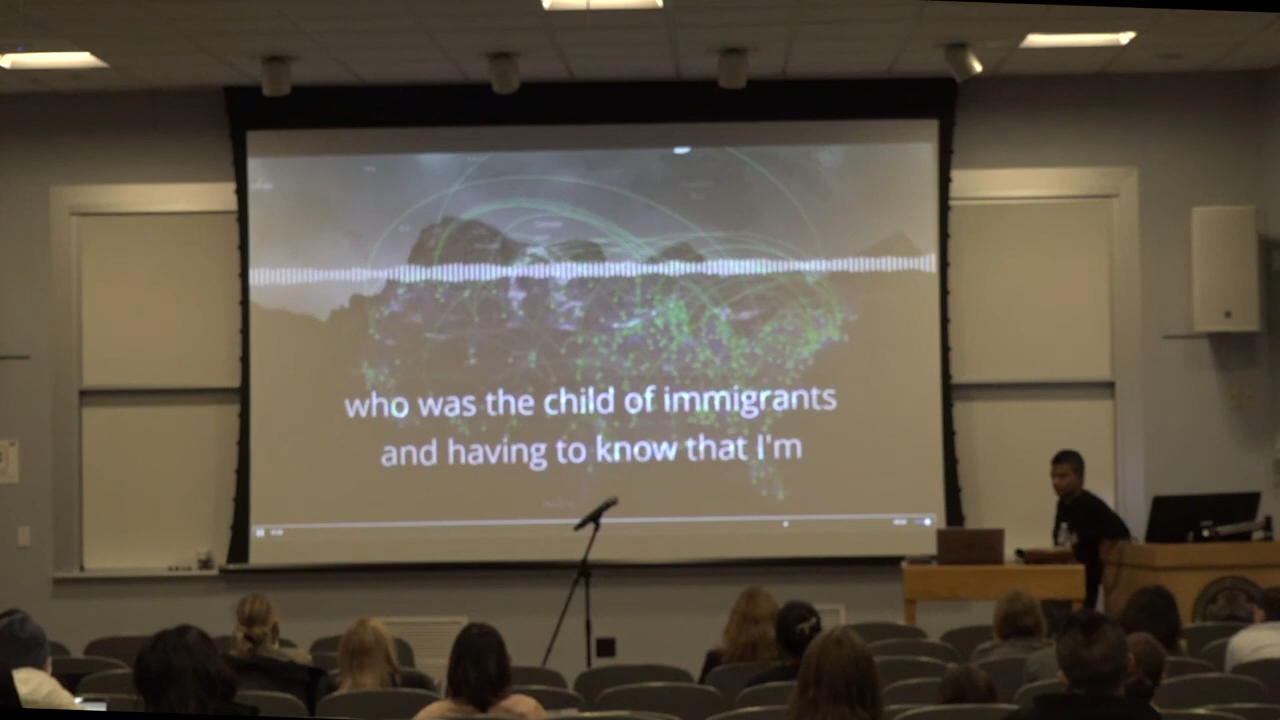 who was the child of immigrants
and having to know that I'm